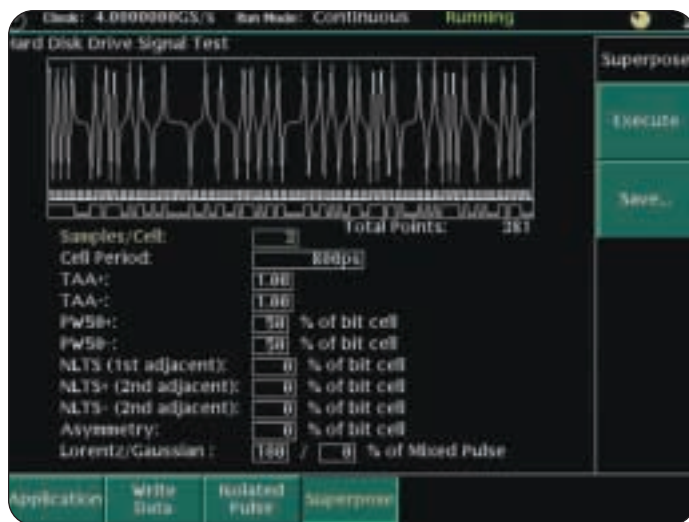 Clock: 4.0000000GS/s Run Mode: Continuous Running
ard Disk Drive Signal Test
Superpose
Execute
Save...
Total Points: 381
Samples/Cell: 3
Cell Period: 800ps
TAA+: 1.00
TAA-: 1.00
PW50+: 50 % of bit cell
PW50-: 50 % of bit cell
NLTS (1st adjacent): 0 % of bit cell
NLTS+ (2nd adjacent): 0 % of bit cell
NLTS- (2nd adjacent): 0 % of bit cell
Asymmetry: 0 % of bit cell
Lorentz/Gaussian : 100 / 0 % of Mixed Pulse
Application Write Data Isolated Pulse Superpose